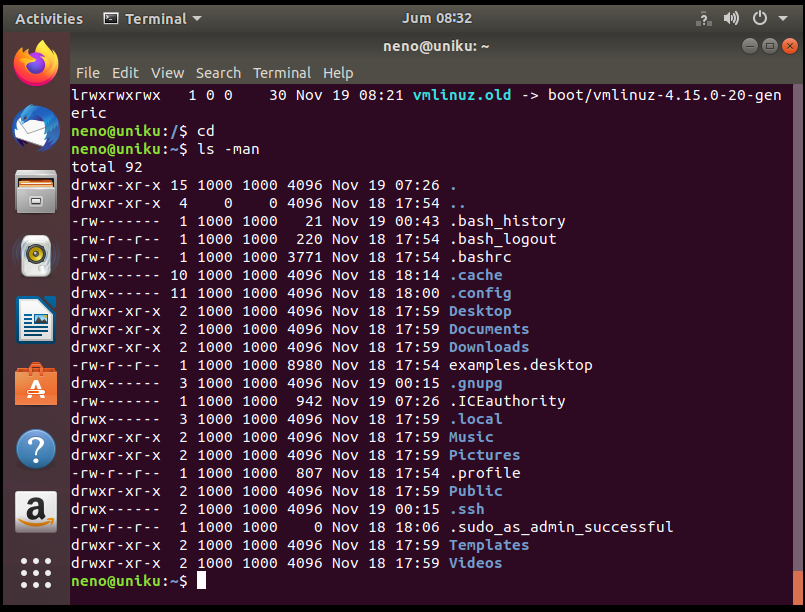 Activities Terminal Jum 08:32
neno@uniku: ~
File Edit View Search Terminal Help
lrwxrwxrwx   1 0 0    30 Nov 19 08:21 vmlinuz.old -> boot/vmlinuz-4.15.0-20-gen
eric
neno@uniku:/$ cd
neno@uniku:~$ ls -man
total 92
drwxr-xr-x 15 1000 1000 4096 Nov 19 07:26 .
drwxr-xr-x  4    0    0 4096 Nov 18 17:54 ..
-rw-------  1 1000 1000   21 Nov 19 00:43 .bash_history
-rw-r--r--  1 1000 1000  220 Nov 18 17:54 .bash_logout
-rw-r--r--  1 1000 1000 3771 Nov 18 17:54 .bashrc
drwx------ 10 1000 1000 4096 Nov 18 18:14 .cache
drwx------ 11 1000 1000 4096 Nov 18 18:00 .config
drwxr-xr-x  2 1000 1000 4096 Nov 18 17:59 Desktop
drwxr-xr-x  2 1000 1000 4096 Nov 18 17:59 Documents
drwxr-xr-x  2 1000 1000 4096 Nov 18 17:59 Downloads
-rw-r--r--  1 1000 1000 8980 Nov 18 17:54 examples.desktop
drwx------  3 1000 1000 4096 Nov 19 00:15 .gnupg
-rw-------  1 1000 1000  942 Nov 19 07:26 .ICEauthority
drwx------  3 1000 1000 4096 Nov 18 17:59 .local
drwxr-xr-x  2 1000 1000 4096 Nov 18 17:59 Music
drwxr-xr-x  2 1000 1000 4096 Nov 18 17:59 Pictures
-rw-r--r--  1 1000 1000  807 Nov 18 17:54 .profile
drwxr-xr-x  2 1000 1000 4096 Nov 18 17:59 Public
drwx------  2 1000 1000 4096 Nov 19 00:15 .ssh
-rw-r--r--  1 1000 1000    0 Nov 18 18:06 .sudo_as_admin_successful
drwxr-xr-x  2 1000 1000 4096 Nov 18 17:59 Templates
drwxr-xr-x  2 1000 1000 4096 Nov 18 17:59 Videos
neno@uniku:~$